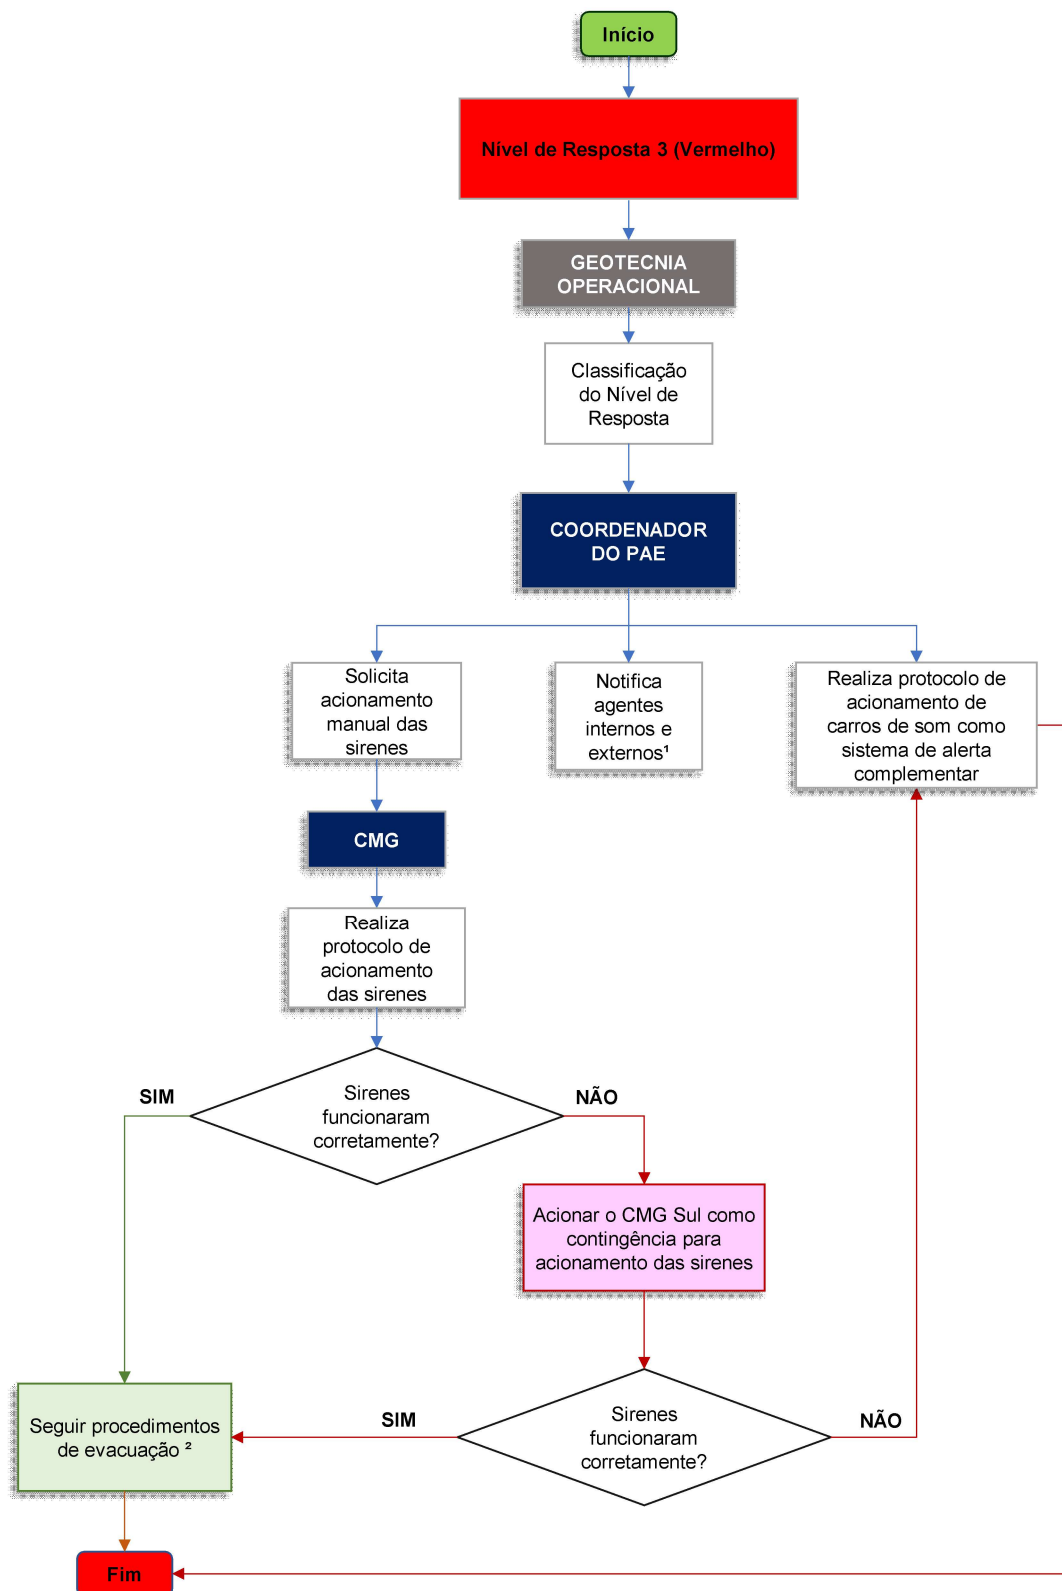 Início
Nível de Resposta 3 (Vermelho)
GEOTECNIA
OPERACIONAL
Classificação
do Nível de
Resposta
COORDENADOR
DO PAE
Solicita
acionamento
manual das
sirenes
Notifica
agentes
internos e
externos¹
Realiza protocolo de
acionamento de
carros de som como
sistema de alerta
complementar
CMG
Realiza
protocolo de
acionamento
das sirenes
SIM
Sirenes
funcionaram
corretamente?
NÃO
Acionar o CMG Sul como
contingência para
acionamento das sirenes
Seguir procedimentos
de evacuação ²
SIM
Sirenes
funcionaram
corretamente?
NÃO
Fim